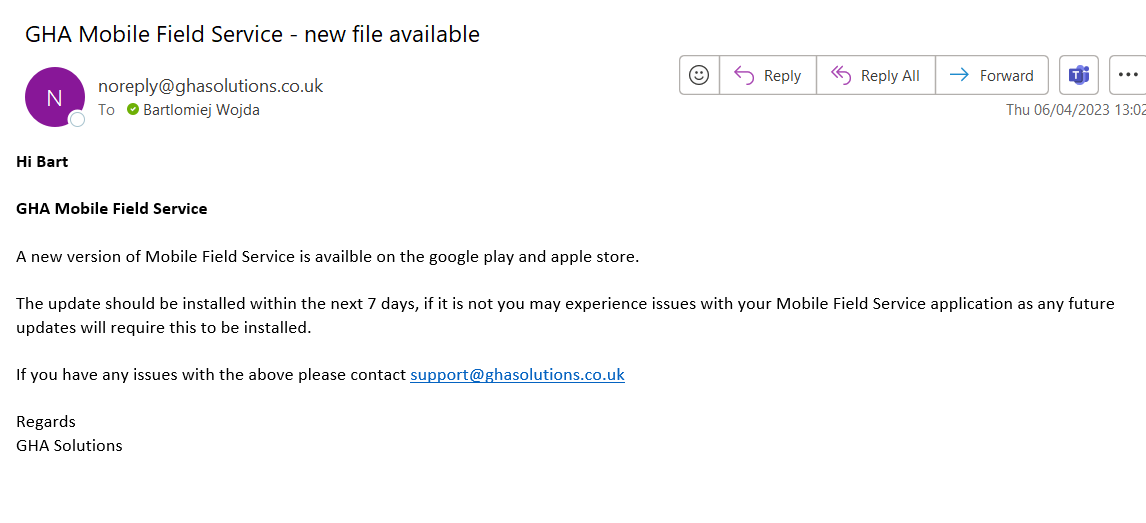 GHA Mobile Field Service - new file available
N
noreply@ghasolutions.co.uk
To Bartlomiej Wojda
Reply
Reply All
Forward
Thu 06/04/2023 13:02
Hi Bart
GHA Mobile Field Service
A new version of Mobile Field Service is availble on the google play and apple store.
The update should be installed within the next 7 days, if it is not you may experience issues with your Mobile Field Service application as any future
updates will require this to be installed.
If you have any issues with the above please contact support@ghasolutions.co.uk
Regards
GHA Solutions